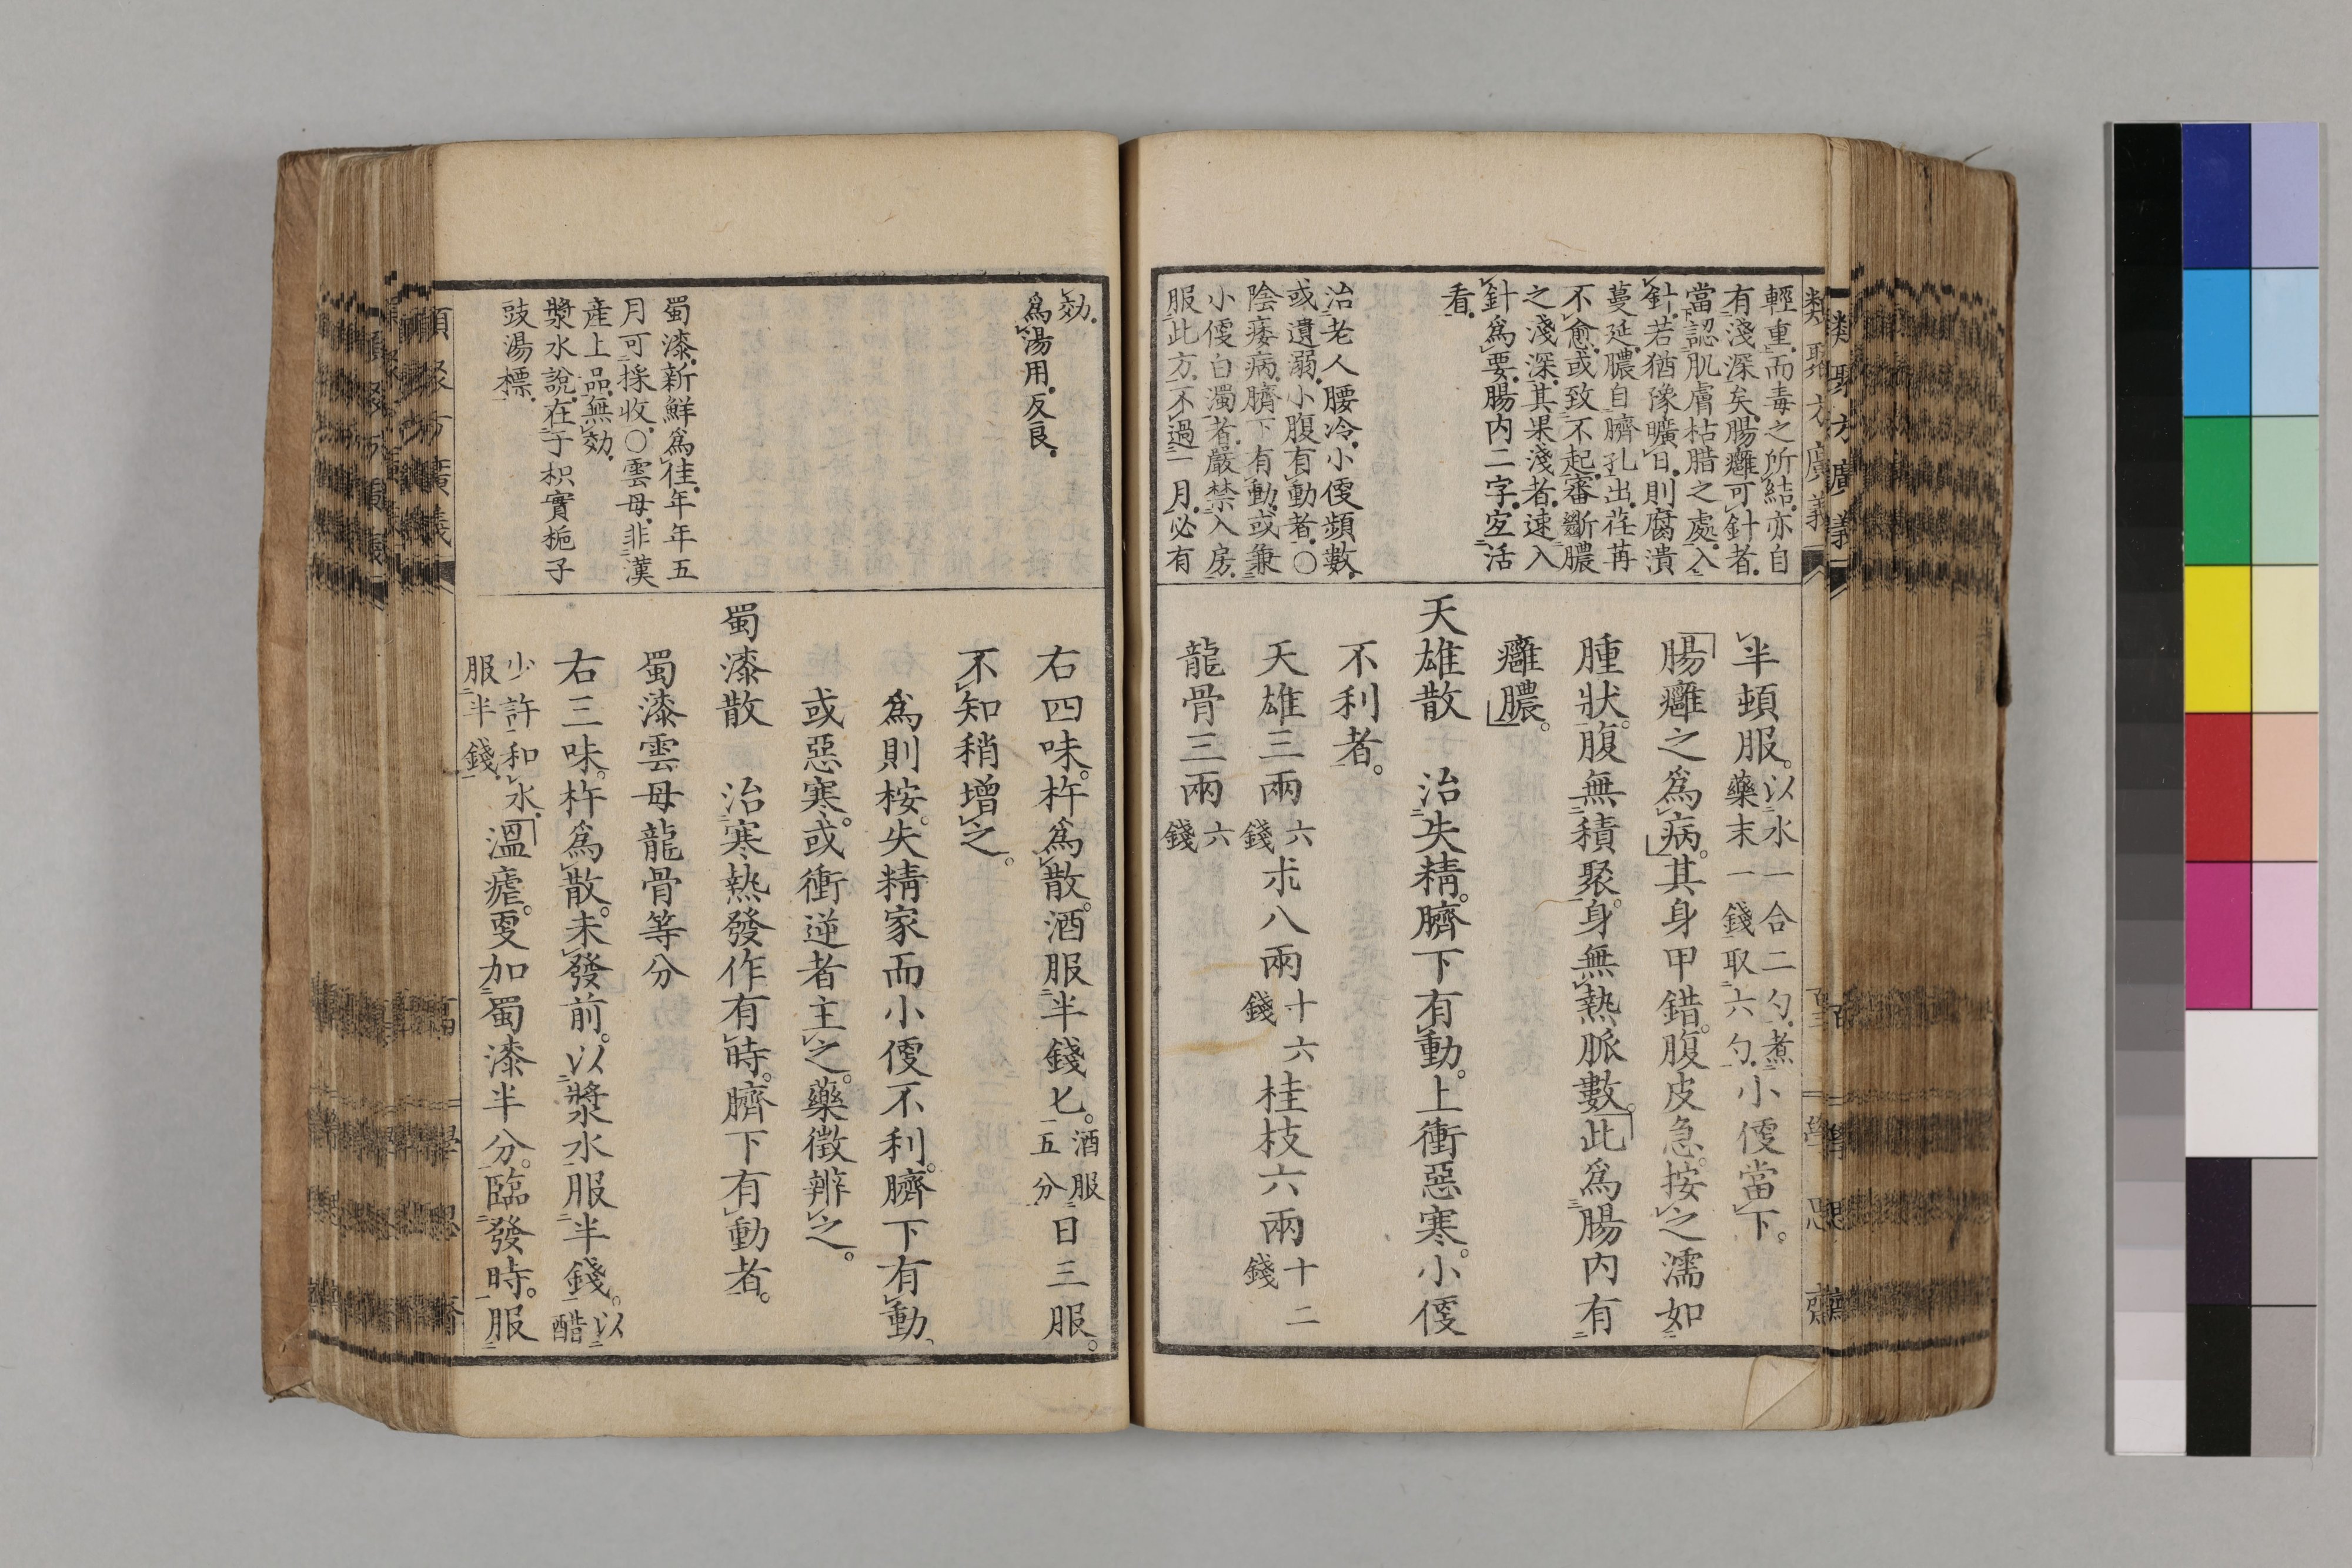 類聚方廣義
輕重而毒之所結亦自
有淺深矣腸癰可針者
當認肌膚枯腊之處入
針若猶豫曠日則腐潰
蔓延膿自臍孔出荏苒
不愈或致不起審斷膿
之淺深其果淺者速入
針爲要腸內二字宜活
看
治老人腰冷小便頻數
或遺溺小腹有動者○
陰痿病臍下有動或兼
小便白濁者嚴禁入房
服此方不過一月必有
半頓服。以水一合二勺煮
藥末一錢取六勺小便當下。
「腸癰之爲病」。其身甲錯。腹皮急。按之濡如
腫狀。腹無積聚。身無熱脈數。「此爲腸內有
癰膿」。
天雄散 治失精。臍下有動。上衝惡寒。小便
不利者。
天雄三兩六錢朮八兩十六錢桂枝六兩十二錢
龍骨三兩六錢
效
爲湯用反良
蜀漆新鮮爲佳年年五
月可採收○雲母非漢
産上品無效
漿水說在于枳實梔子
豉湯標
右四味。杵爲散。酒服半錢匕。酒服五分日三服。
不知稍增之。
爲則桉。失精家而小便不利。臍下有動、
或惡寒。或衝逆者主之。藥徵辨之。
蜀漆散 治寒熱發作有時。臍下有動者。
蜀漆雲母龍骨等分
右三味。杵爲散。未發前。以漿水服半錢。以醋
少許和水
服半錢「溫瘧。更加蜀漆半分。臨發時。服